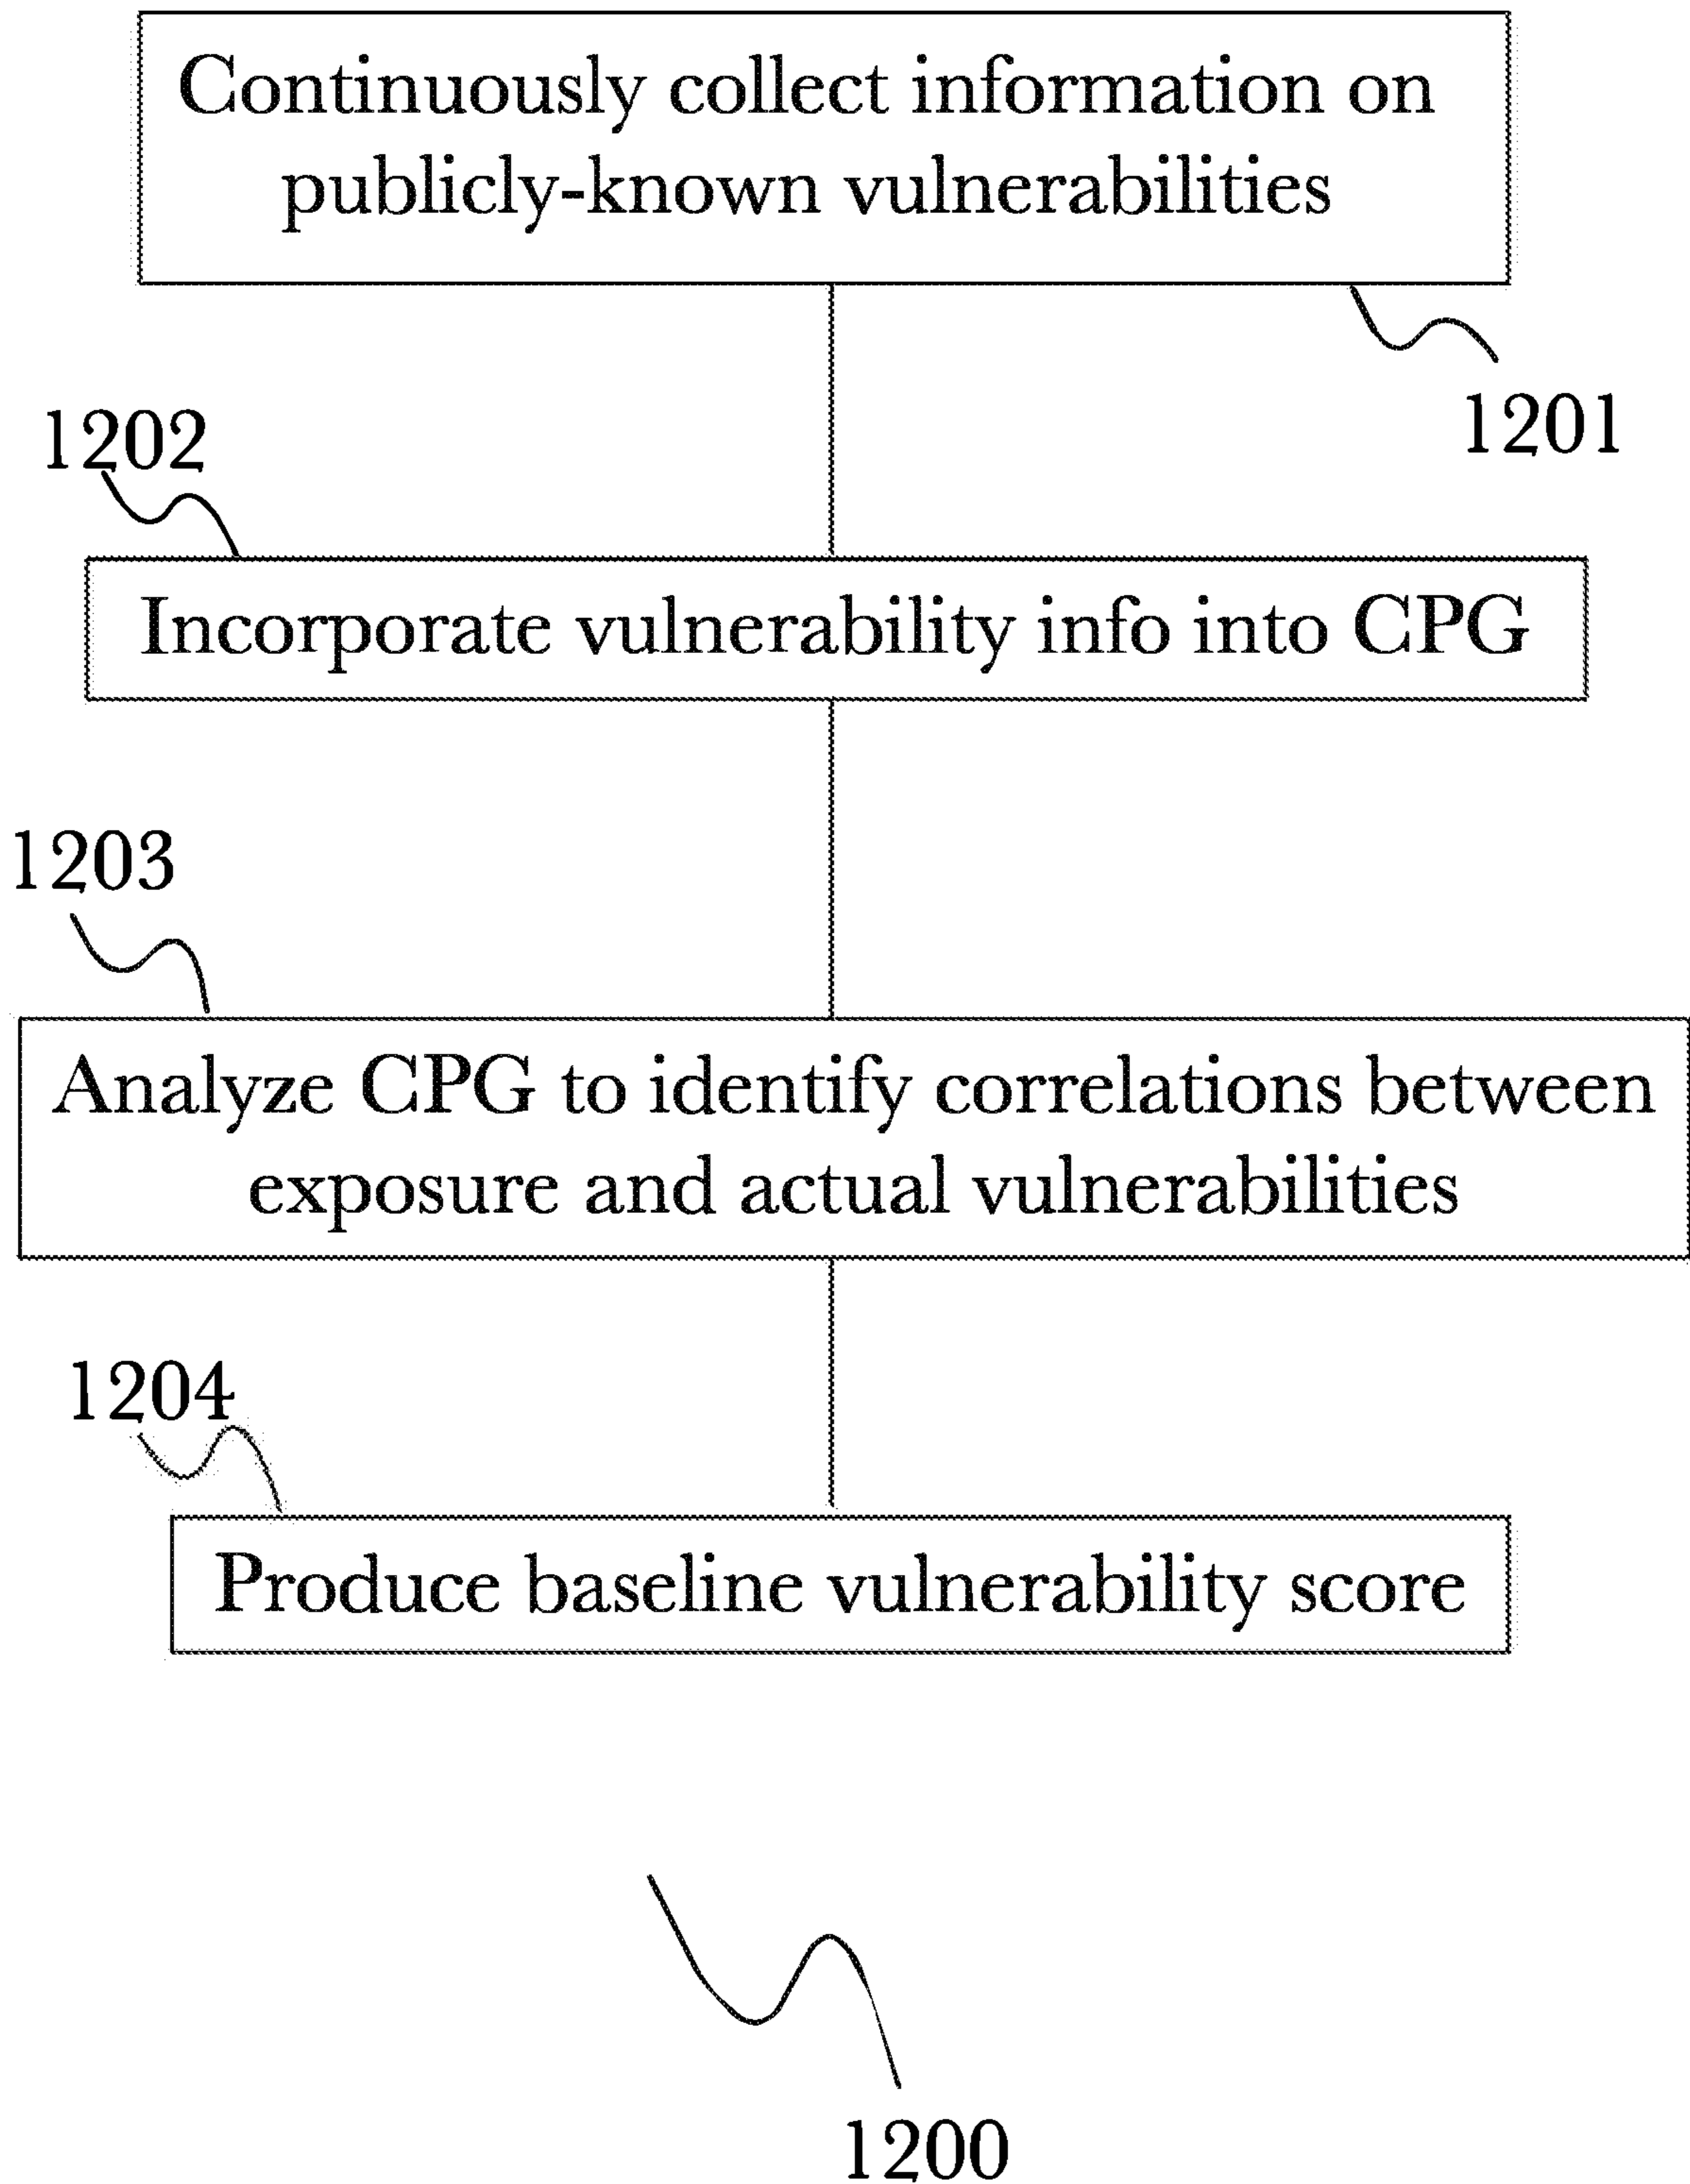 Continuously collect information on
publicly-known vulnerabilities
1201
1202
Incorporate vulnerability info into CPG
1203
Analyze CPG to identify correlations between
exposure and actual vulnerabilities
1204
Produce baseline vulnerability score
1200